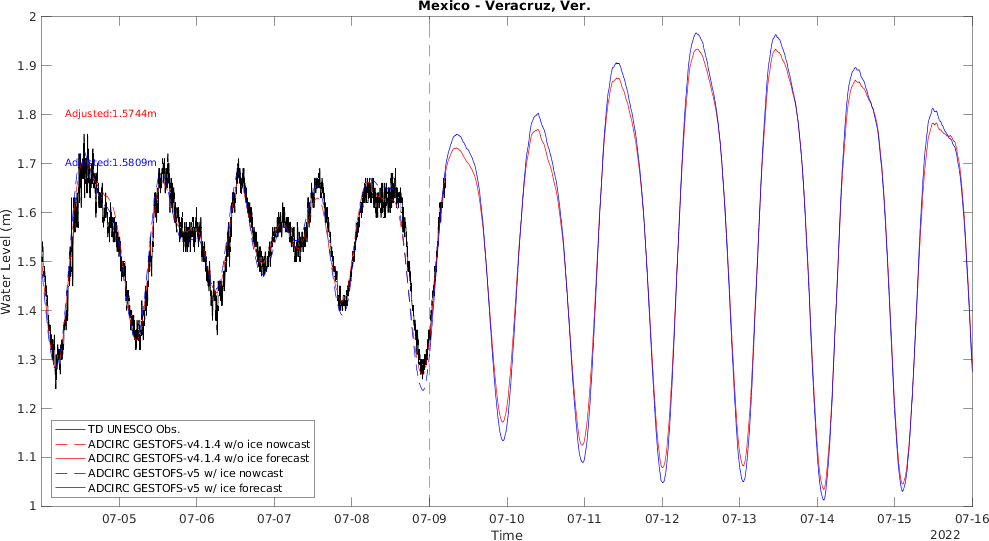 Mexico - Veracruz, Ver.
2
1.9
1.8
1.7
1.6
1.5
1.4
1.3
1.2
1.1
1
Water Level (m)
Adjusted:1.5744m
Adjusted:1.5809m
TD UNESCO Obs.
ADCIRC GESTOFS-v4.1.4 w/o ice nowcast
ADCIRC GESTOFS-v4.1.4 w/o ice forecast
ADCIRC GESTOFS-v5 w/ ice nowcast
ADCIRC GESTOFS-v5 w/ ice forecast
07-05 07-06 07-07 07-08 07-09 07-10 07-11 07-12 07-13 07-14 07-15 07-16
Time
2022